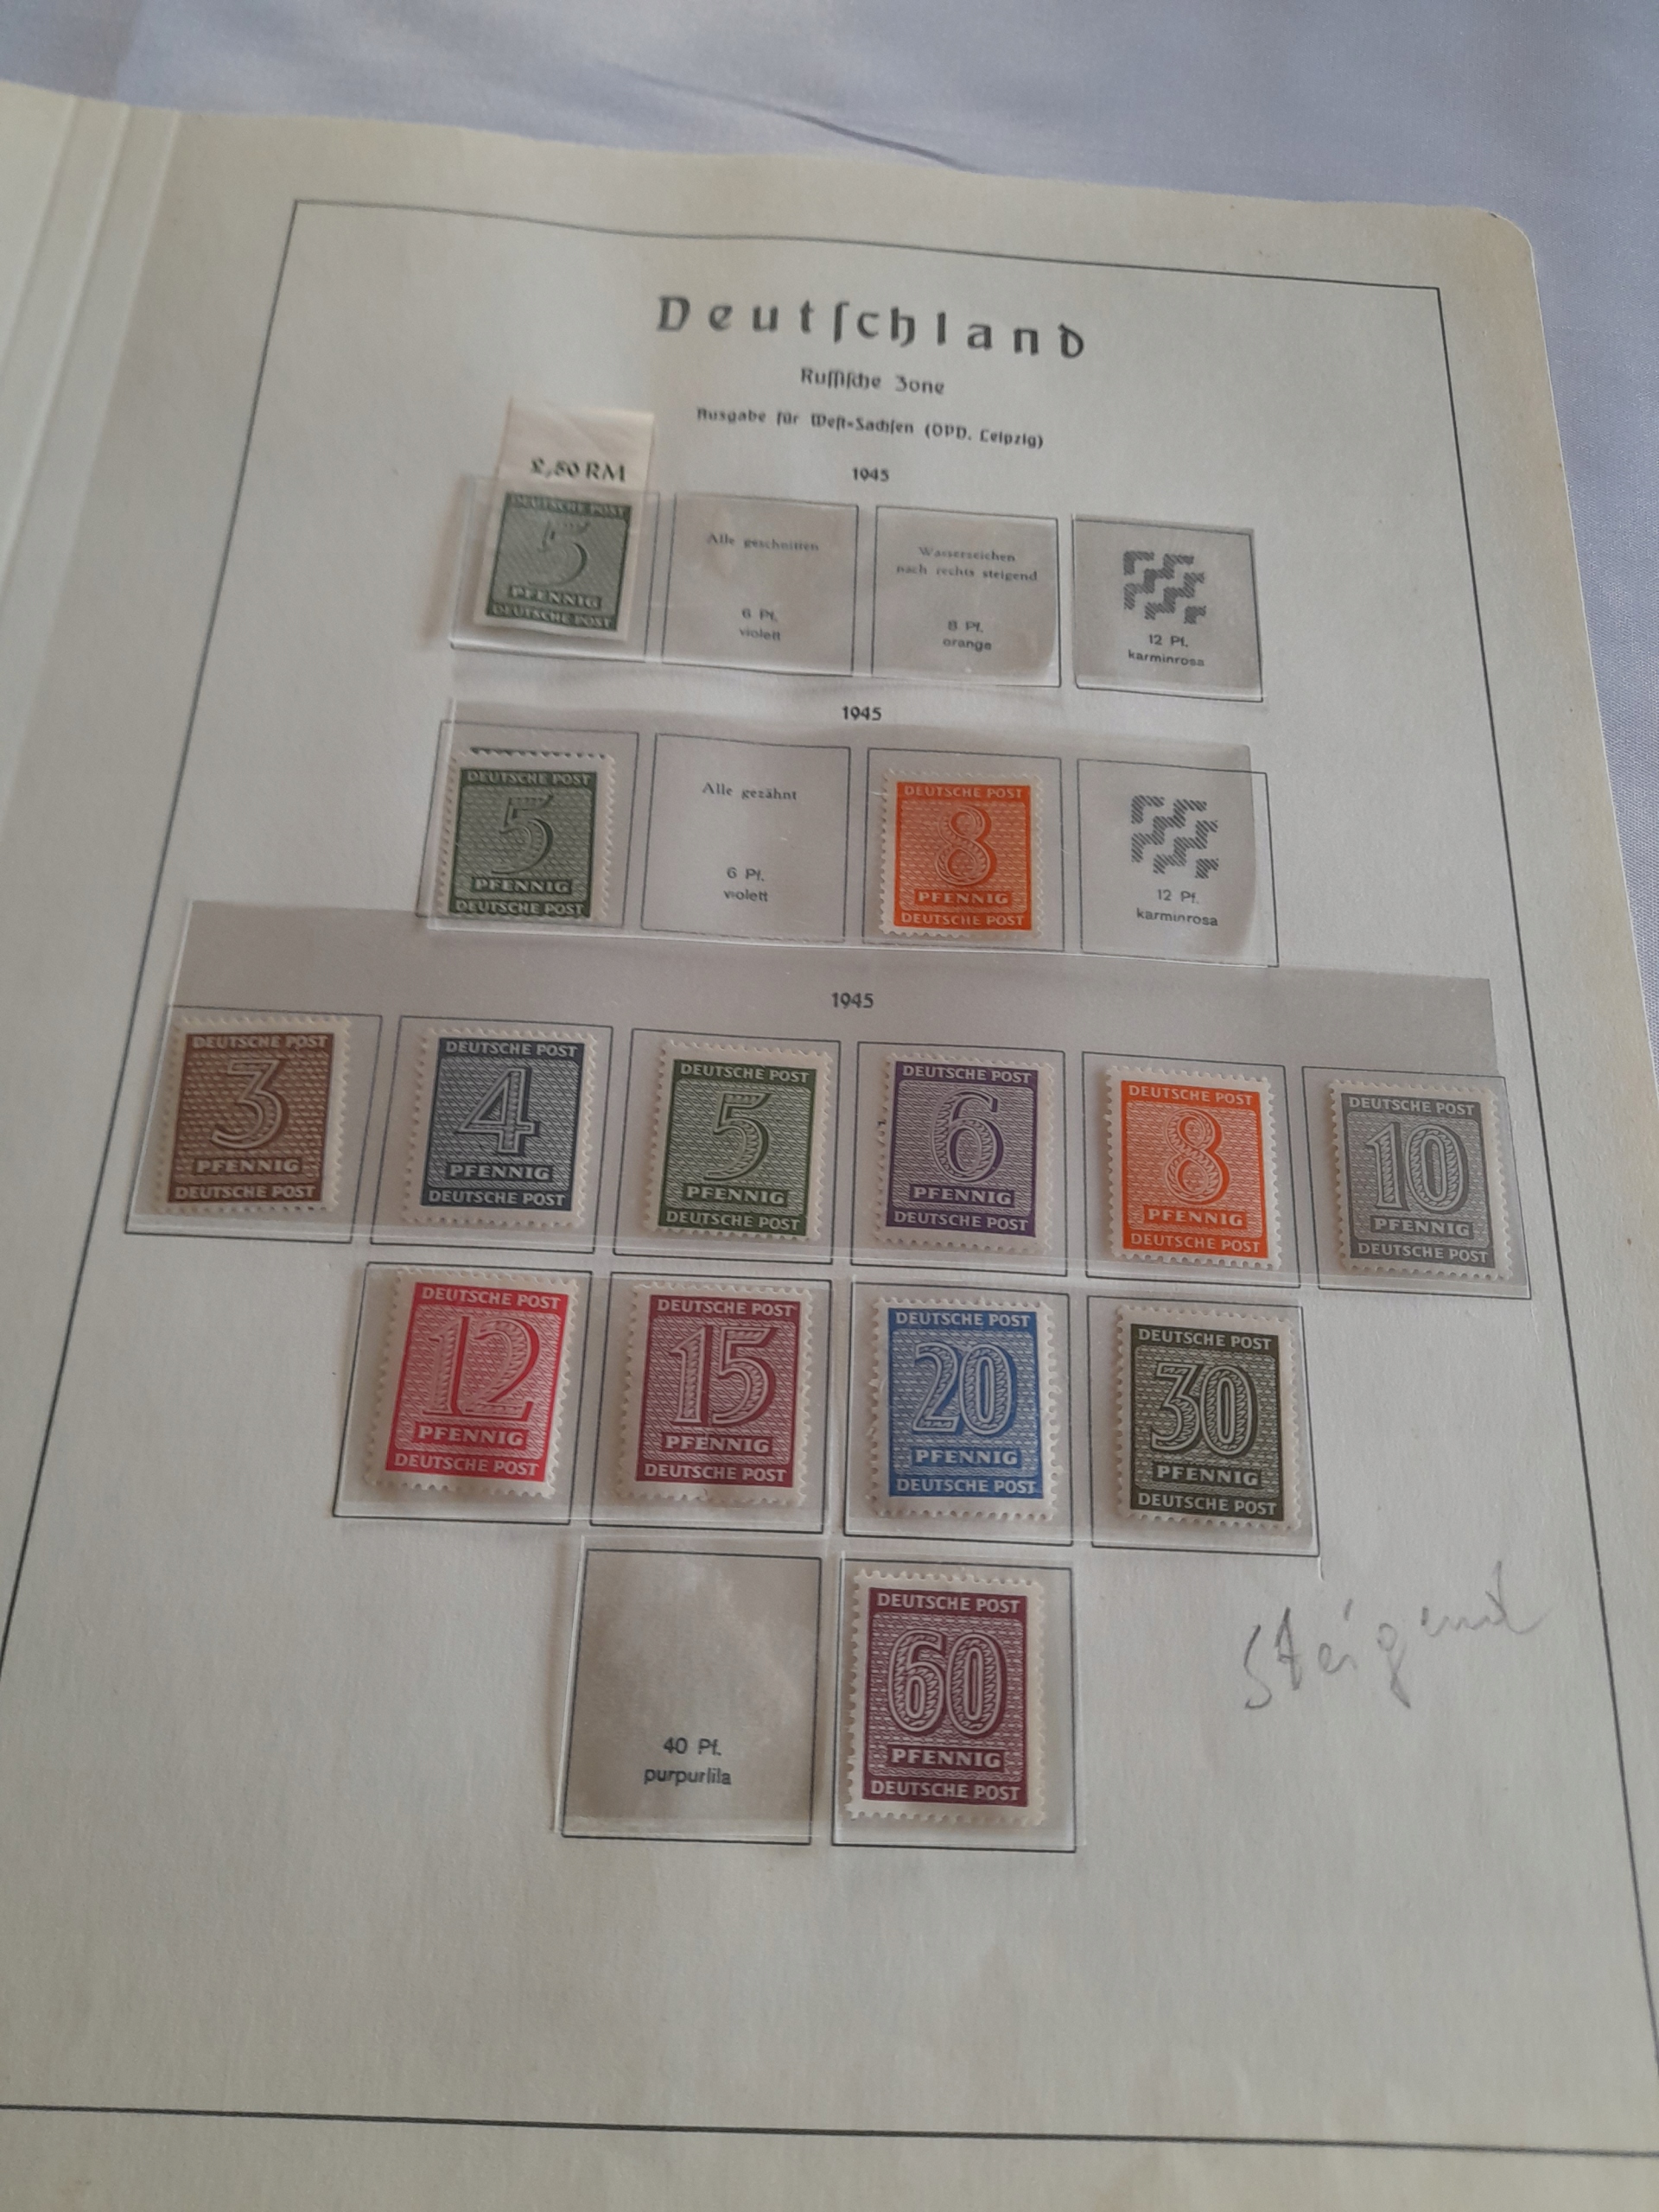 Deutſchland
Ruſſiſche Zone
Ausgabe für Weſt-Sachſen (OPD. Leipzig)
1945
2,50 RM
DEUTSCHE POST
5
PFENNIG
DEUTSCHE POST
Alle geschnitten
6 Pf.
violett
Wasserzeichen
nach rechts steigend
8 Pf.
orange
12 Pf.
karminrosa
1945
DEUTSCHE POST
5
PFENNIG
DEUTSCHE POST
Alle gezähnt
6 Pf.
violett
DEUTSCHE POST
8
PFENNIG
DEUTSCHE POST
12 Pf.
karminrosa
1945
DEUTSCHE POST
3
PFENNIG
DEUTSCHE POST
DEUTSCHE POST
4
PFENNIG
DEUTSCHE POST
DEUTSCHE POST
5
PFENNIG
DEUTSCHE POST
DEUTSCHE POST
6
PFENNIG
DEUTSCHE POST
DEUTSCHE POST
8
PFENNIG
DEUTSCHE POST
DEUTSCHE POST
10
PFENNIG
DEUTSCHE POST
DEUTSCHE POST
12
PFENNIG
DEUTSCHE POST
DEUTSCHE POST
15
PFENNIG
DEUTSCHE POST
DEUTSCHE POST
20
PFENNIG
DEUTSCHE POST
DEUTSCHE POST
30
PFENNIG
DEUTSCHE POST
40 Pf.
purpurlila
DEUTSCHE POST
60
PFENNIG
DEUTSCHE POST
steigend